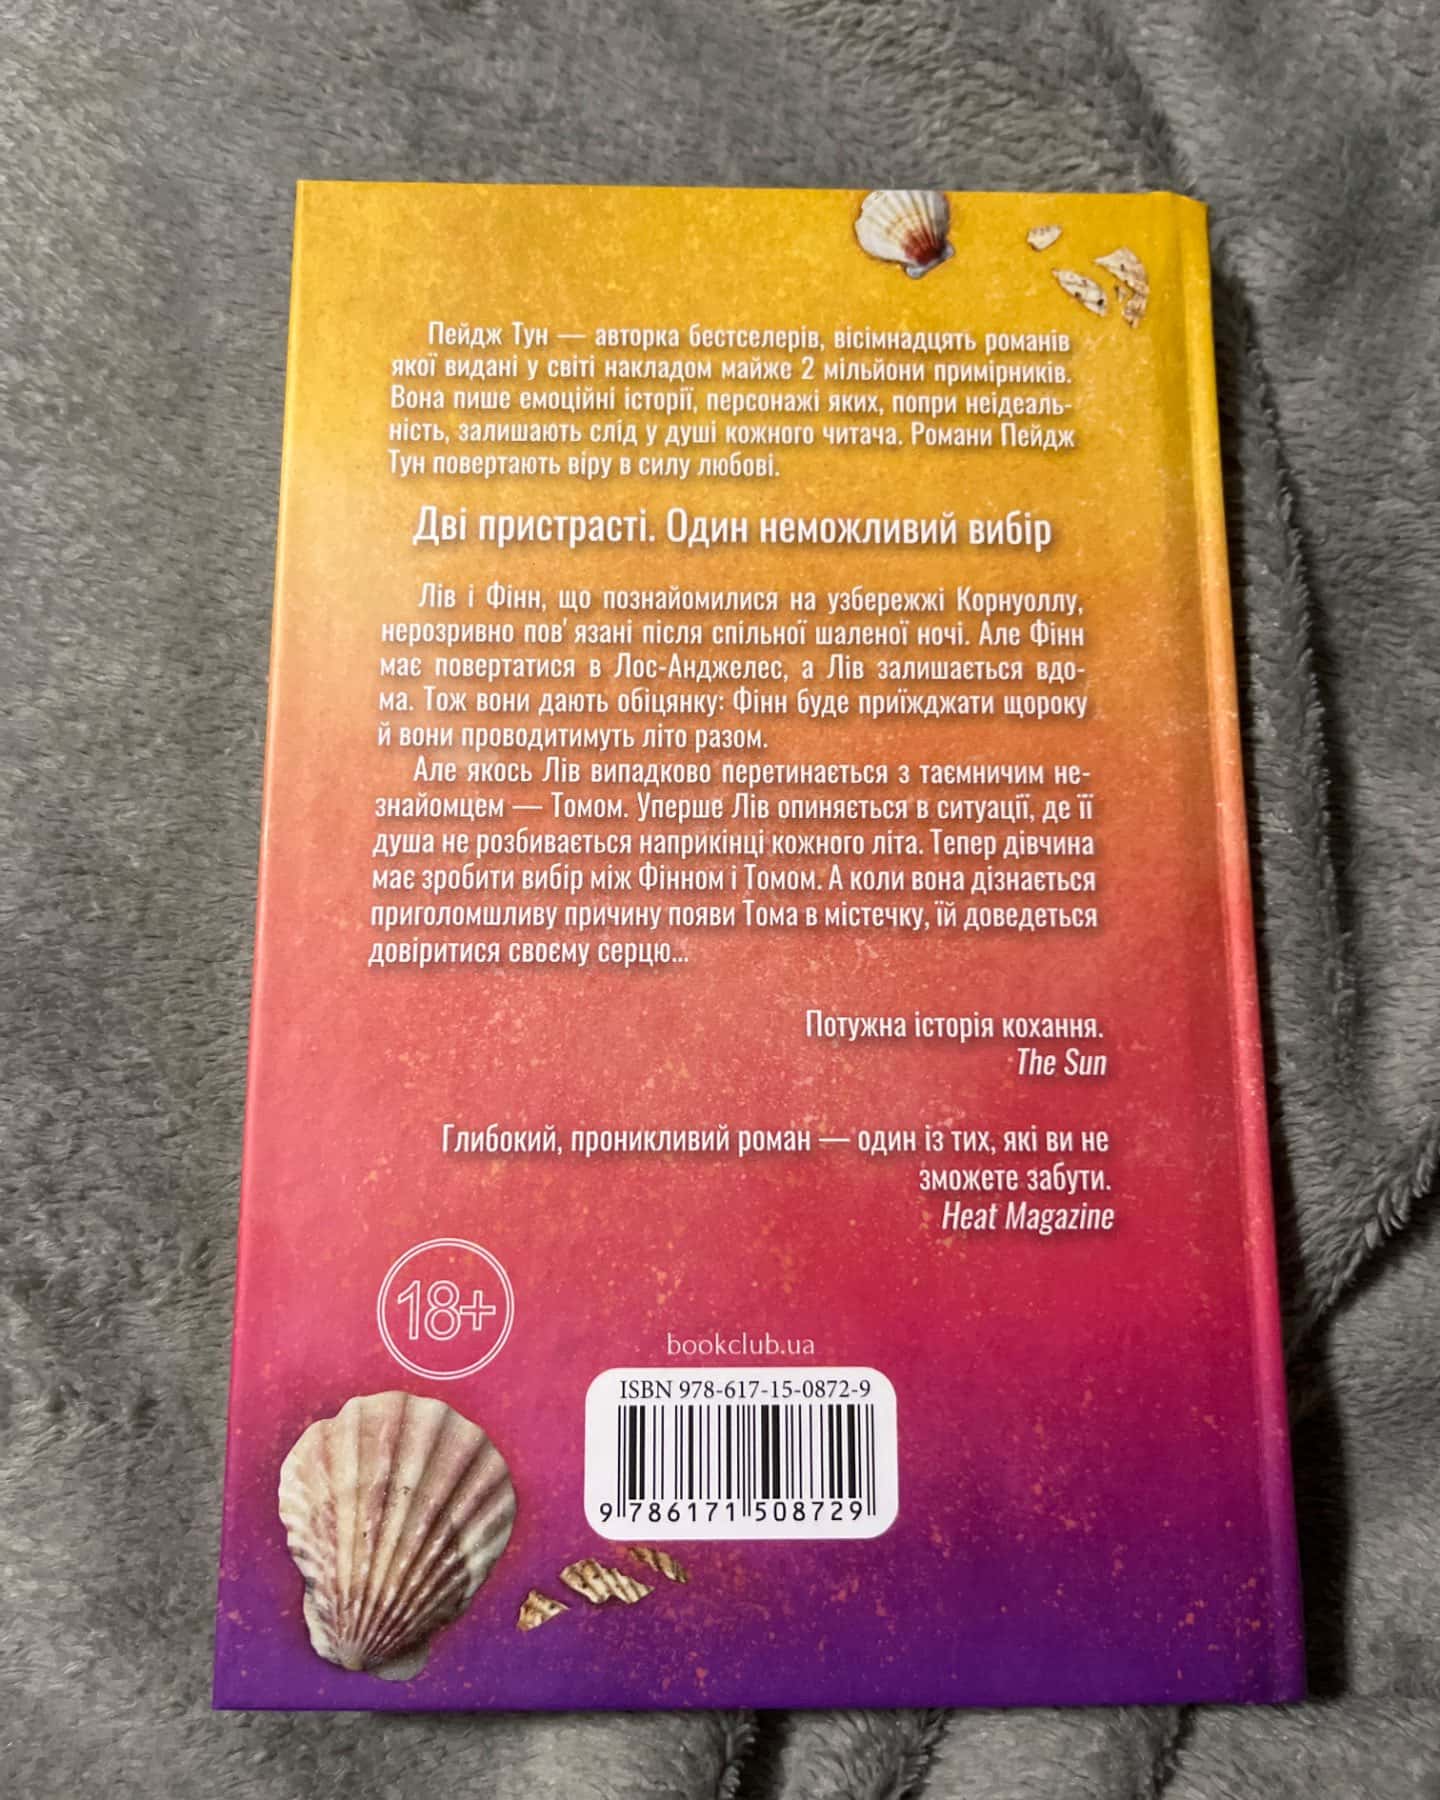 Пейдж Тун — авторка бестселерів, вісімнадцять романів
якої видані у світі накладом майже 2 мільйони примірників.
Вона пише емоційні історії, персонажі яких, попри неідеаль-
ність, залишають слід у душі кожного читача. Романи Пейдж
Тун повертають віру в силу любові.
Дві пристрасті. Один неможливий вибір
Лів і Фінн, що познайомилися на узбережжі Корнуоллу,
нерозривно пов'язані після спільної шаленої ночі. Але Фінн
має повертатися в Лос-Анджелес, а Лів залишається вдо-
ма. Тож вони дають обіцянку: Фінн буде приїжджати щороку
й вони проводитимуть літо разом.
Але якось Лів випадково перетинається з таємничим не-
знайомцем — Томом. Уперше Лів опиняється в ситуації, де її
душа не розбивається наприкінці кожного літа. Тепер дівчина
має зробити вибір між Фінном і Томом. А коли вона дізнається
приголомшливу причину появи Тома в містечку, їй доведеться
довіритися своєму серцю...
Потужна історія кохання.
The Sun
Глибокий, проникливий роман — один із тих, які ви не
зможете забути.
Heat Magazine
18+
bookclub.ua
ISBN 978-617-15-0872-9
9 786171 508729